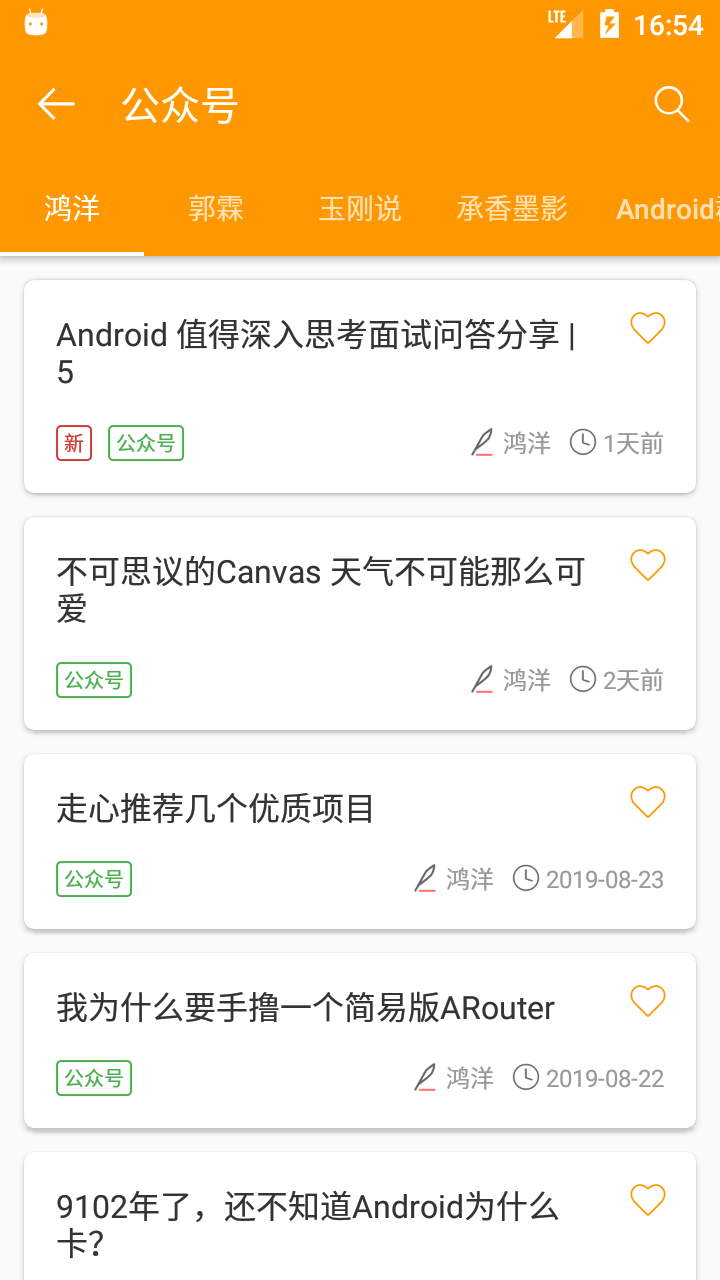 LTE 16:54
公众号
鸿洋 郭霖 玉刚说 承香墨影 Android
Android 值得深入思考面试问答分享 |
5
新 公众号 鸿洋 1天前
不可思议的Canvas 天气不可能那么可
爱
公众号 鸿洋 2天前
走心推荐几个优质项目
公众号 鸿洋 2019-08-23
我为什么要手撸一个简易版ARouter
公众号 鸿洋 2019-08-22
9102年了，还不知道Android为什么
卡？